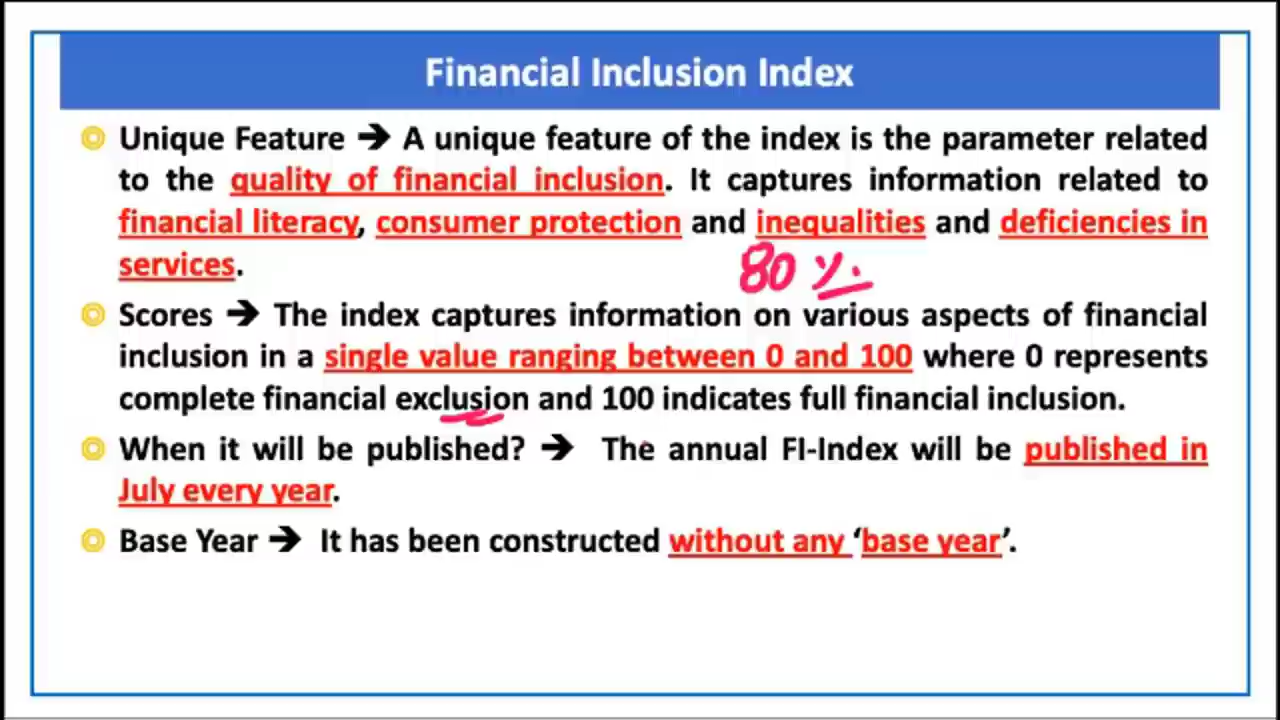 Financial Inclusion Index
Unique Feature ➔ A unique feature of the index is the parameter related
to the quality of financial inclusion. It captures information related to
financial literacy, consumer protection and inequalities and deficiencies in
services.
80 %.
Scores ➔ The index captures information on various aspects of financial
inclusion in a single value ranging between 0 and 100 where 0 represents
complete financial exclusion and 100 indicates full financial inclusion.
When it will be published? ➔ The annual FI-Index will be published in
July every year.
Base Year ➔ It has been constructed without any ‘base year’.